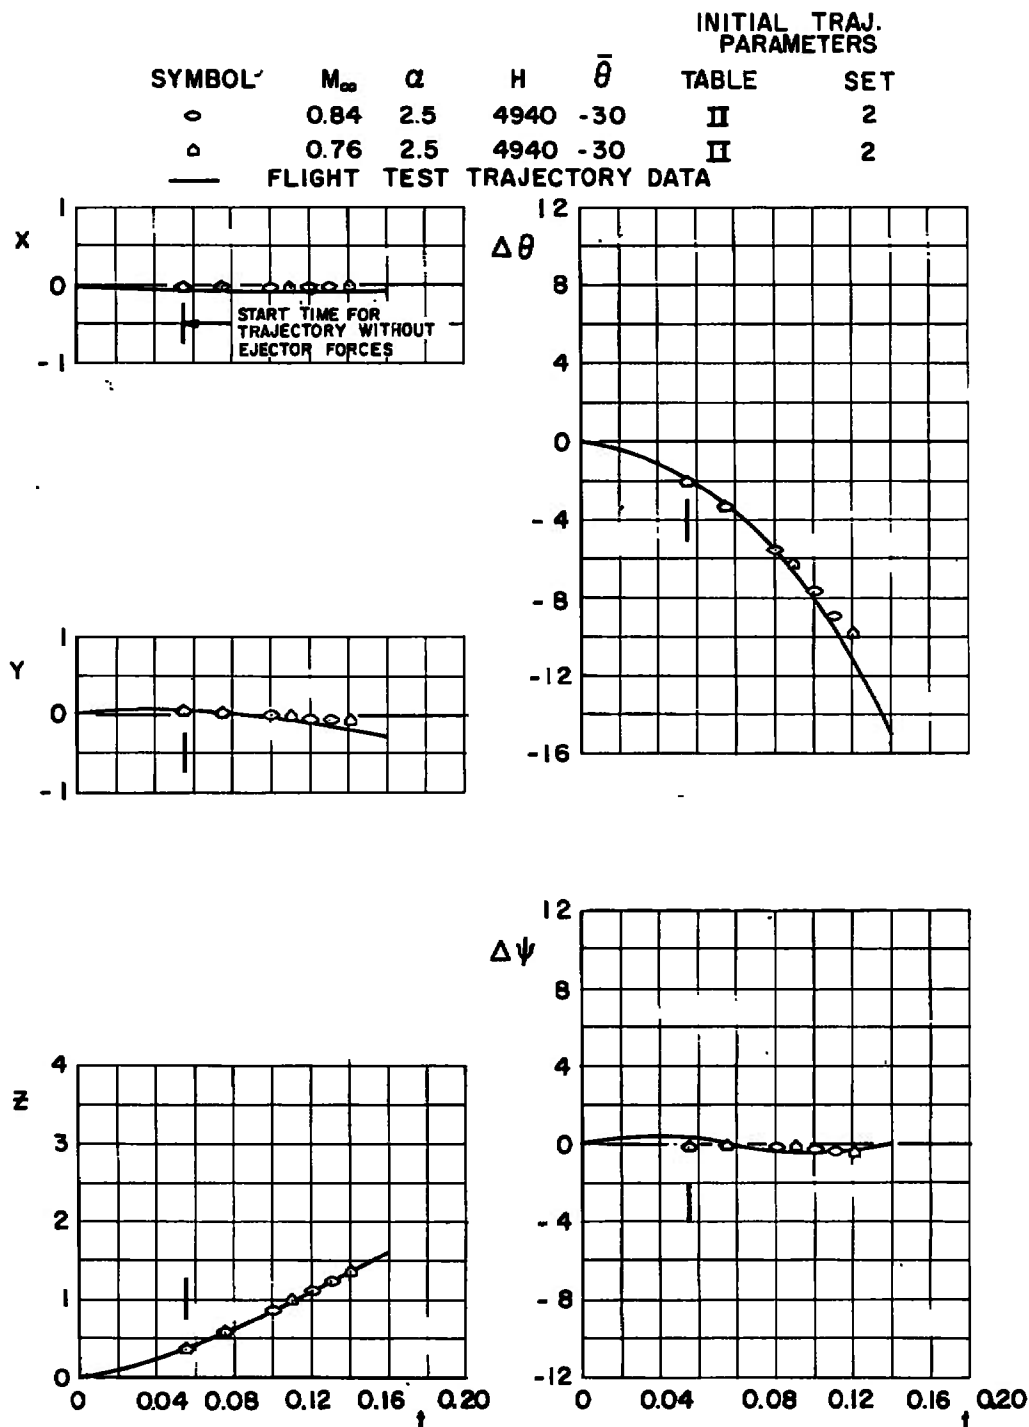 INITIAL TRAJ.
PARAMETERS
SYMBOL M∞ α H θ̄ TABLE SET
0.84 2.5 4940 -30 II 2
0.76 2.5 4940 -30 II 2
FLIGHT TEST TRAJECTORY DATA
X
1
0
-1
START TIME FOR
TRAJECTORY WITHOUT
EJECTOR FORCES
Δθ
12
8
4
0
-4
-8
-12
-16
Y
1
0
-1
Δψ
12
8
4
0
-4
-8
-12
Z
4
3
2
1
0
0 0.04 0.08 0.12 0.16 0.20
t
0 0.04 0.08 0.12 0.16 0.20
t